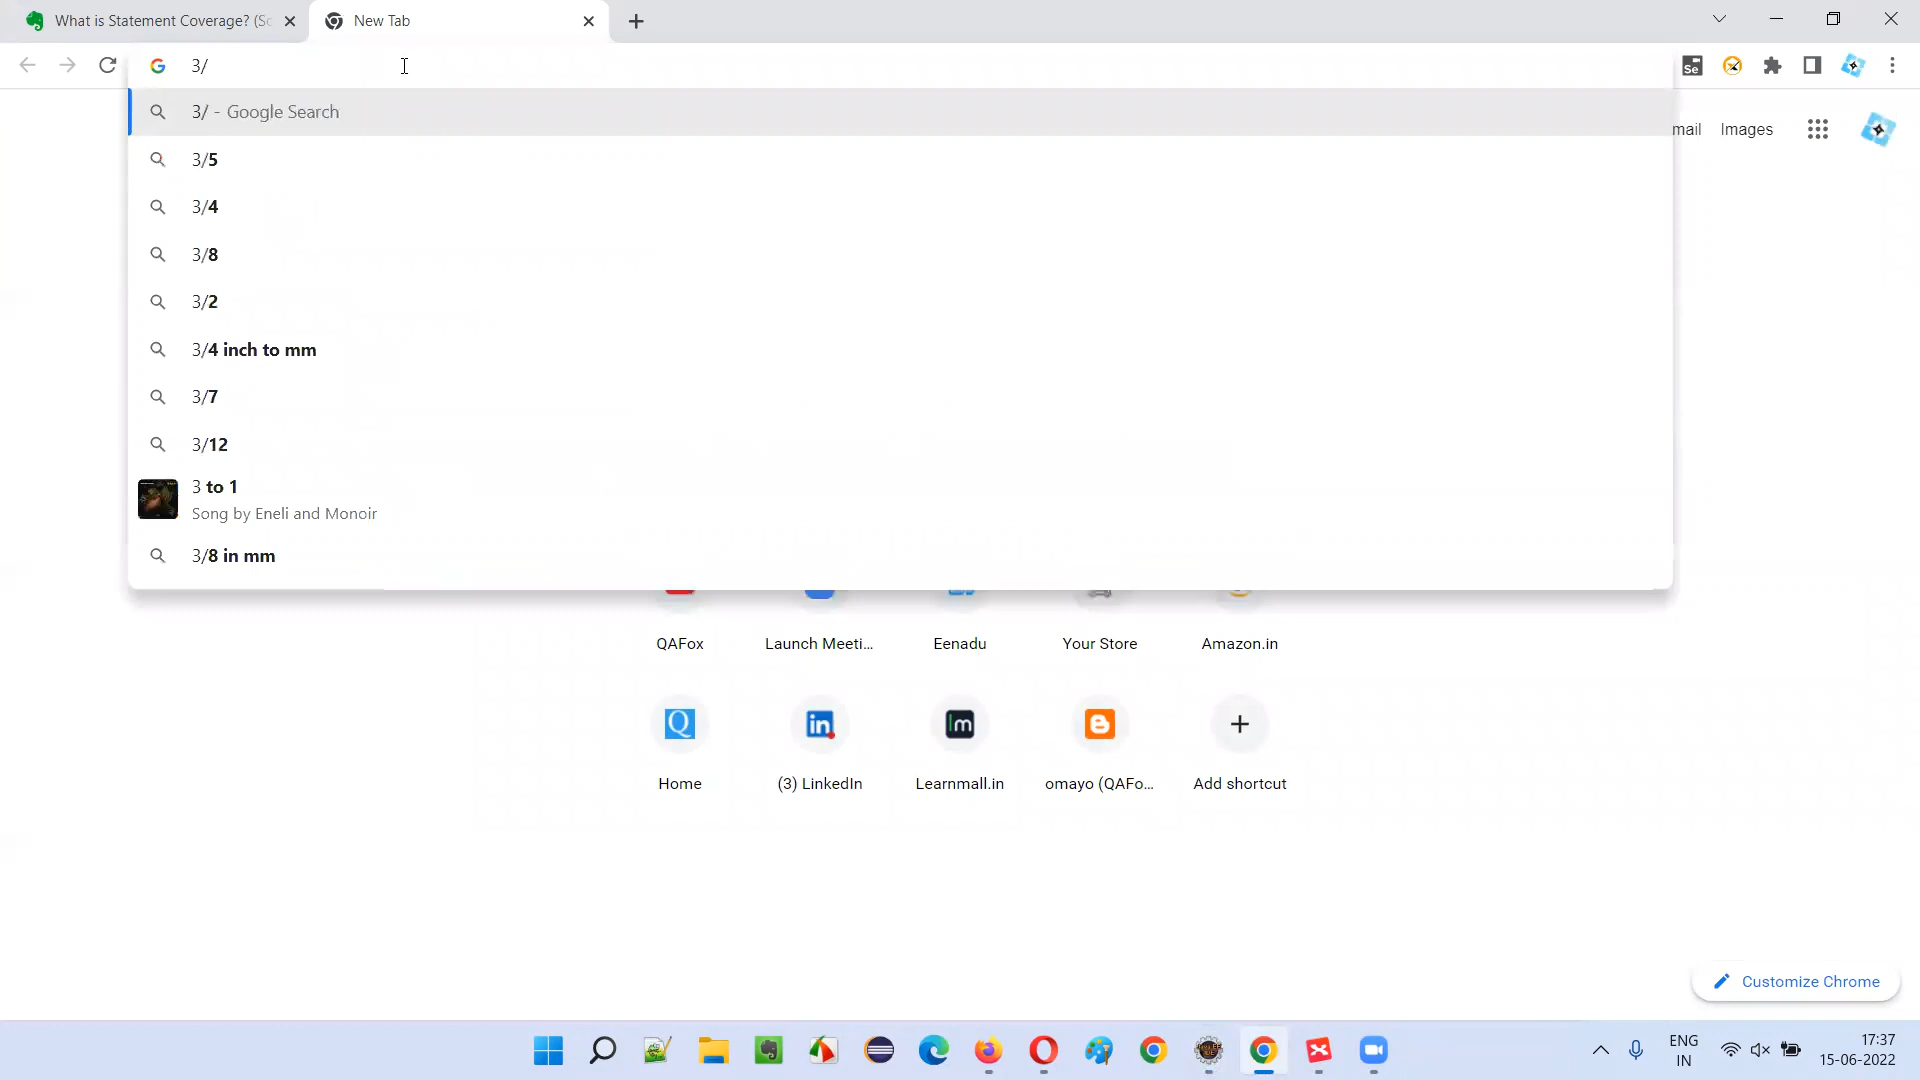 What is Statement Coverage? (Sc
New Tab
3/
3/ - Google Search
3/5
3/4
3/8
3/2
3/4 inch to mm
3/7
3/12
3 to 1
Song by Eneli and Monoir
3/8 in mm
Se
mail
Images
QAFox
Launch Meeti...
Eenadu
Your Store
Amazon.in
Home
(3) LinkedIn
Learnmall.in
omayo (QAFo...
Add shortcut
Customize Chrome
ENG
IN
17:37
15-06-2022